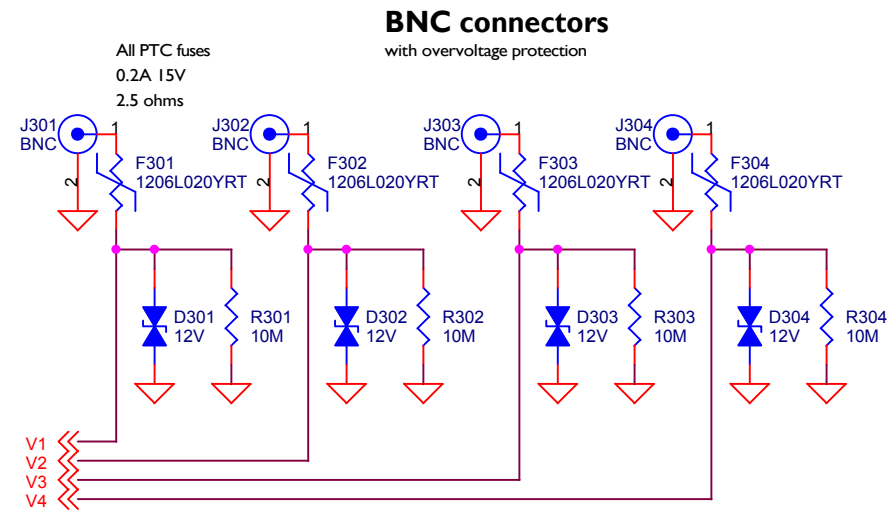 BNC connectors
with overvoltage protection
All PTC fuses
0.2A 15V
2.5 ohms
J301
BNC
1
2
F301
1206L020YRT
J302
BNC
1
2
F302
1206L020YRT
J303
BNC
1
2
F303
1206L020YRT
J304
BNC
1
2
F304
1206L020YRT
D301
12V
R301
10M
D302
12V
R302
10M
D303
12V
R303
10M
D304
12V
R304
10M
V1
V2
V3
V4